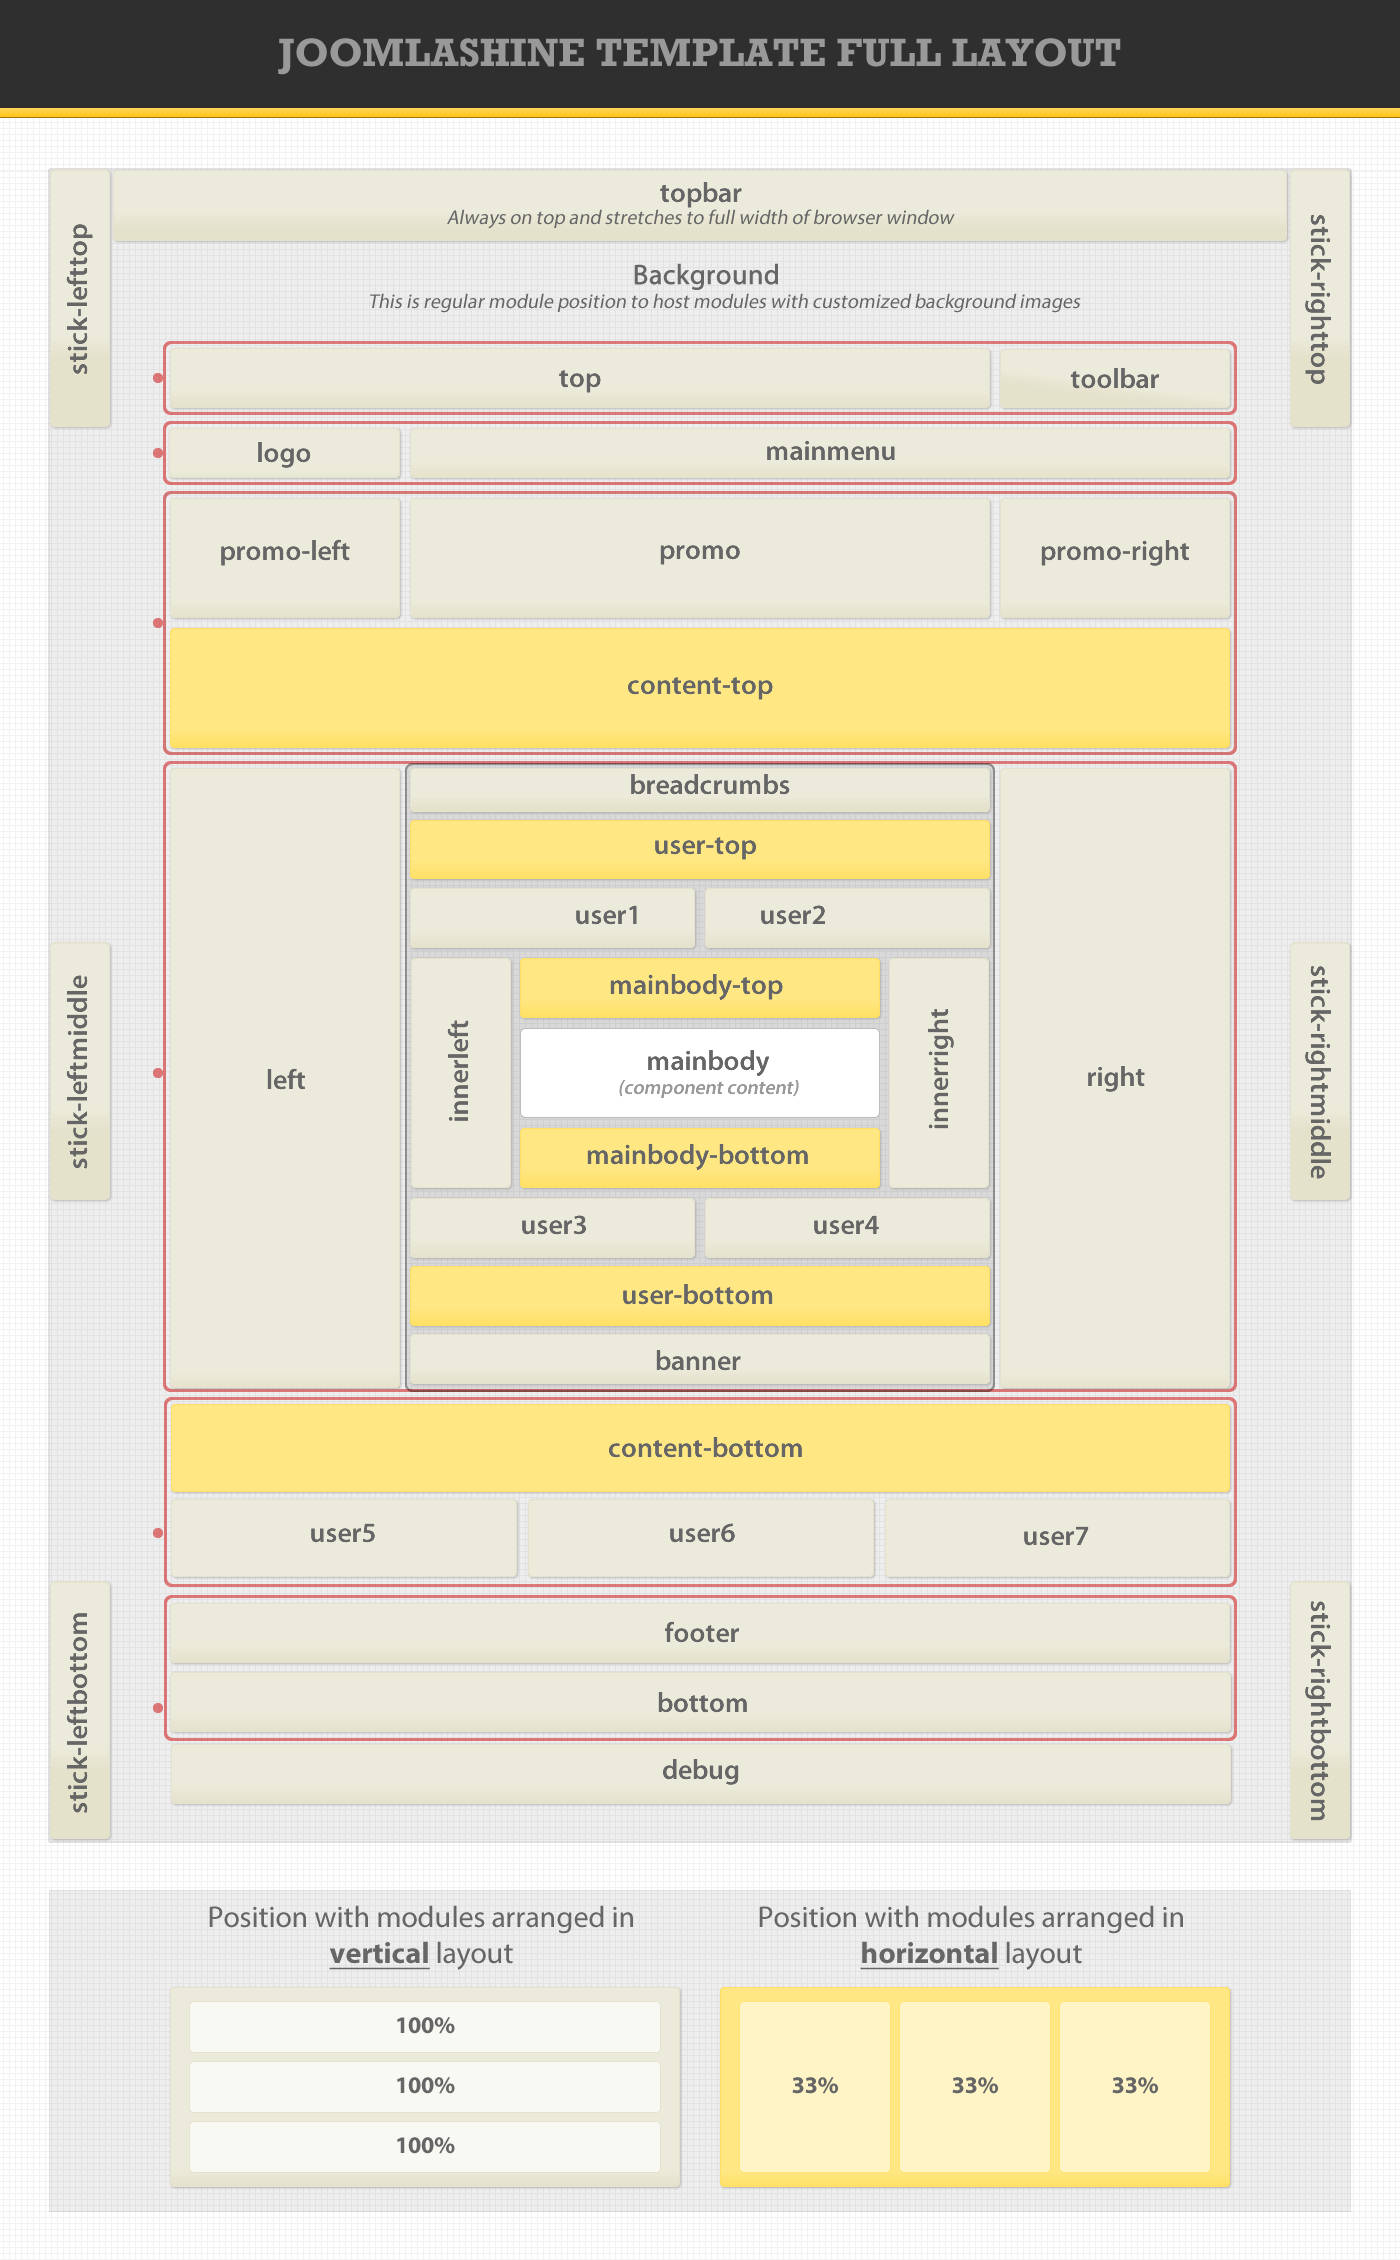 JOOMLASHINE TEMPLATE FULL LAYOUT
stick-lefttop
topbar
Always on top and stretches to full width of browser window
stick-righttop
Background
This is regular module position to host modules with customized background images
top
toolbar
logo
mainmenu
promo-left
promo
promo-right
content-top
stick-leftmiddle
left
breadcrumbs
user-top
user1
user2
innerleft
mainbody-top
mainbody
(component content)
mainbody-bottom
innerright
user3
user4
user-bottom
banner
right
stick-rightmiddle
content-bottom
user5
user6
user7
stick-leftbottom
footer
bottom
debug
stick-rightbottom
Position with modules arranged in
vertical layout
100%
100%
100%
Position with modules arranged in
horizontal layout
33%
33%
33%